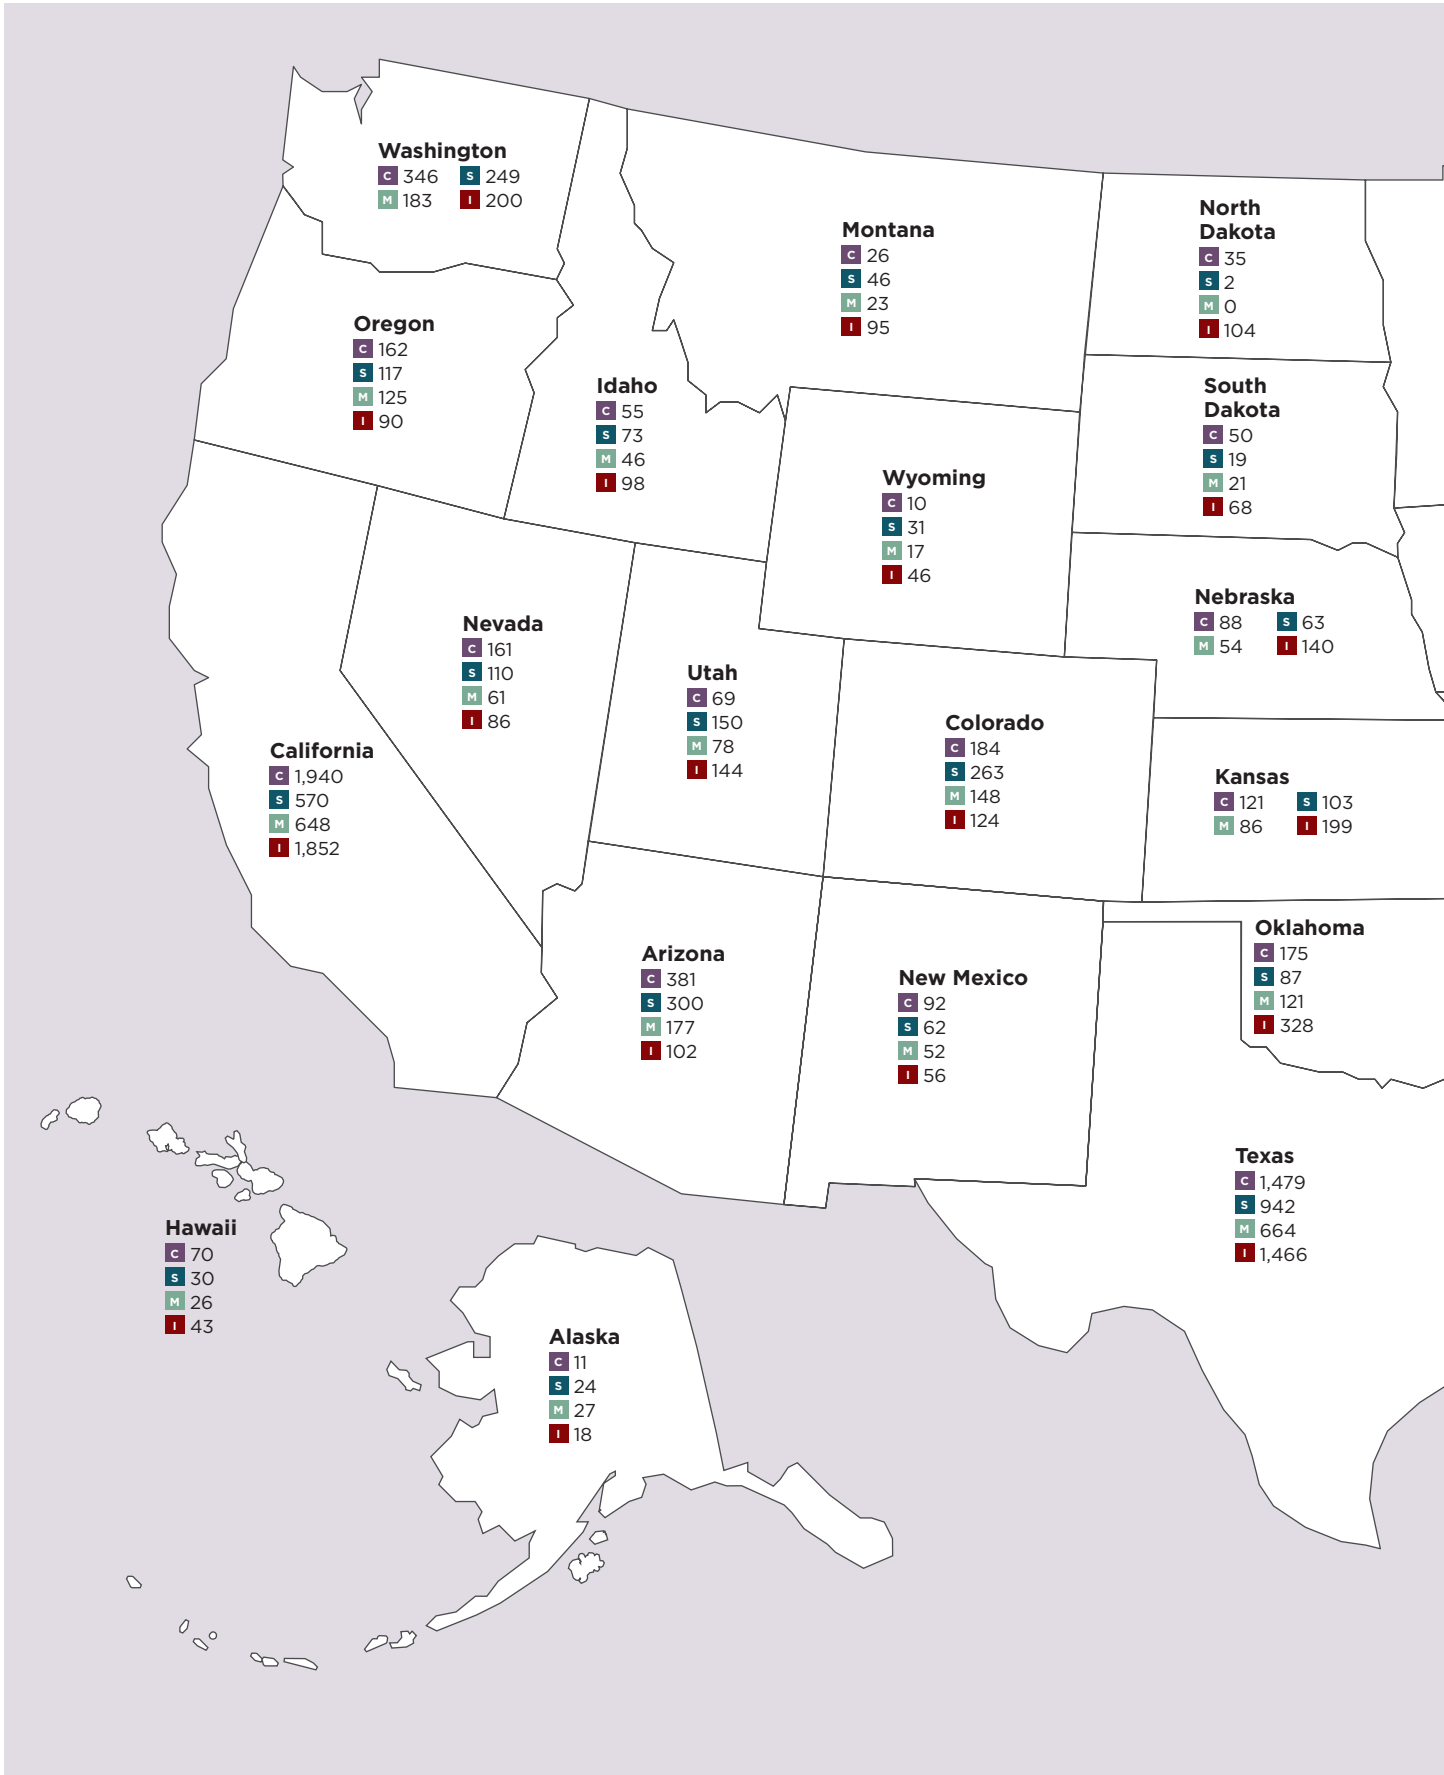 Washington
C 346 S 249
M 183 I 200
Oregon
C 162
S 117
M 125
I 90
Idaho
C 55
S 73
M 46
I 98
Montana
C 26
S 46
M 23
I 95
North
Dakota
C 35
S 2
M 0
I 104
South
Dakota
C 50
S 19
M 21
I 68
Wyoming
C 10
S 31
M 17
I 46
Nebraska
C 88 S 63
M 54 I 140
Nevada
C 161
S 110
M 61
I 86
Utah
C 69
S 150
M 78
I 144
Colorado
C 184
S 263
M 148
I 124
Kansas
C 121 S 103
M 86 I 199
California
C 1,940
S 570
M 648
I 1,852
Arizona
C 381
S 300
M 177
I 102
New Mexico
C 92
S 62
M 52
I 56
Oklahoma
C 175
S 87
M 121
I 328
Texas
C 1,479
S 942
M 664
I 1,466
Hawaii
C 70
S 30
M 26
I 43
Alaska
C 11
S 24
M 27
I 18